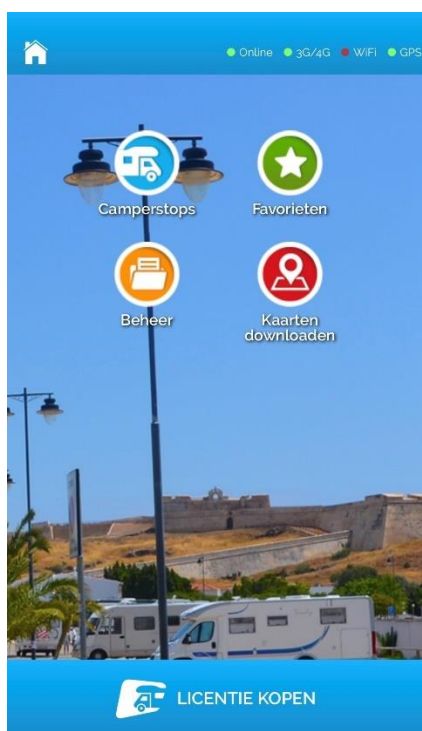 Online 3G/4G WiFi GPS
Camperstops Favorieten
Beheer Kaarten
downloaden
LICENTIE KOPEN